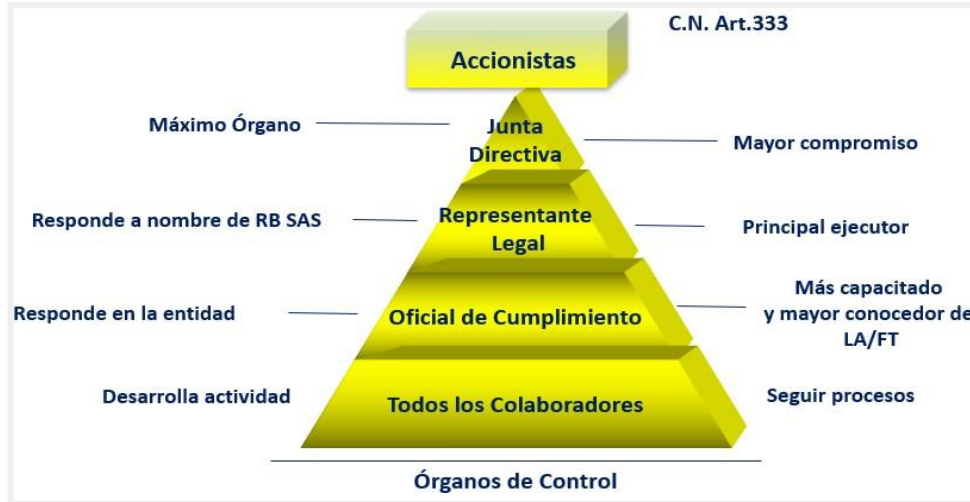 C.N. Art.333
Accionistas
Máximo Órgano
Junta
Directiva
Mayor compromiso
Responde a nombre de RB SAS
Representante
Legal
Principal ejecutor
Responde en la entidad
Oficial de Cumplimiento
Más capacitado
y mayor conocedor de
LA/FT
Desarrolla actividad
Todos los Colaboradores
Seguir procesos
Órganos de Control